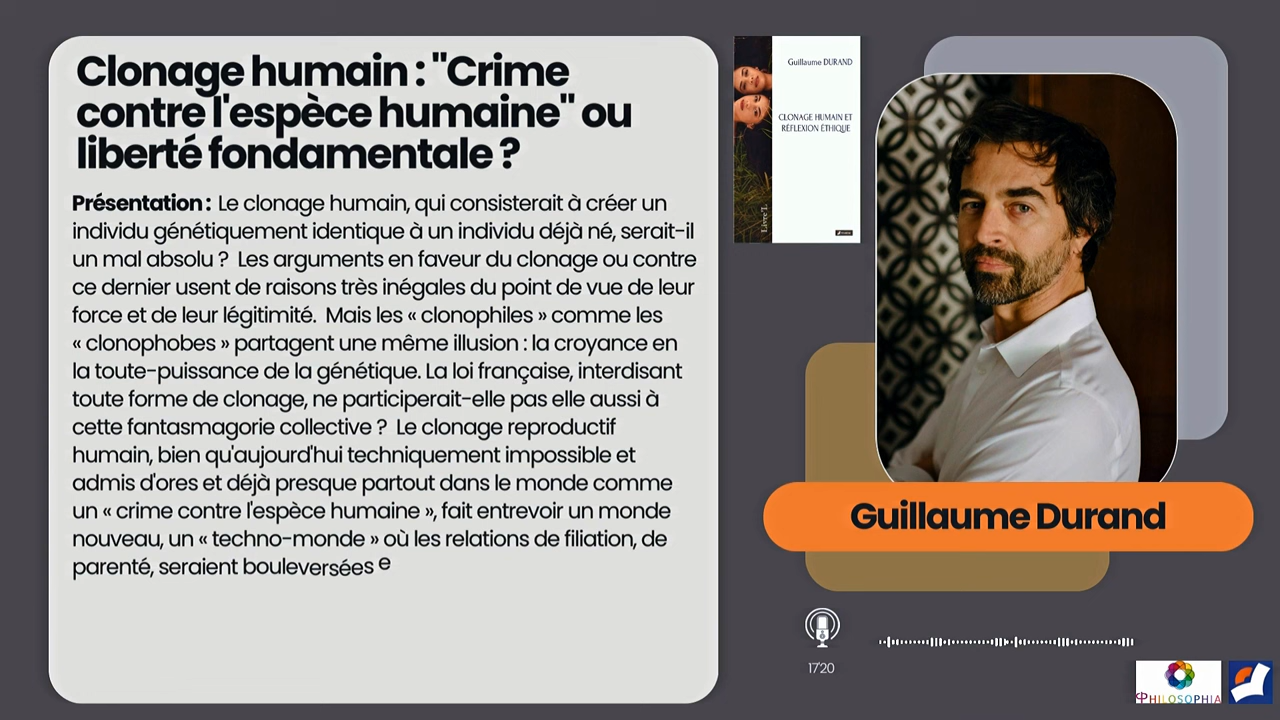 Clonage humain : "Crime
contre l'espèce humaine" ou
liberté fondamentale ?
Présentation : Le clonage humain, qui consisterait à créer un
individu génétiquement identique à un individu déjà né, serait-il
un mal absolu ? Les arguments en faveur du clonage ou contre
ce dernier usent de raisons très inégales du point de vue de leur
force et de leur légitimité. Mais les « clonophiles » comme les
« clonophobes » partagent une même illusion : la croyance en
la toute-puissance de la génétique. La loi française, interdisant
toute forme de clonage, ne participerait-elle pas elle aussi à
cette fantasmagorie collective ? Le clonage reproductif
humain, bien qu'aujourd'hui techniquement impossible et
admis d'ores et déjà presque partout dans le monde comme
un « crime contre l'espèce humaine », fait entrevoir un monde
nouveau, un « techno-monde » où les relations de filiation, de
parenté, seraient bouleversées e
Guillaume DURAND
CLONAGE HUMAIN ET
RÉFLEXION ÉTHIQUE
Guillaume Durand
17'20
PHILOSOPHIA